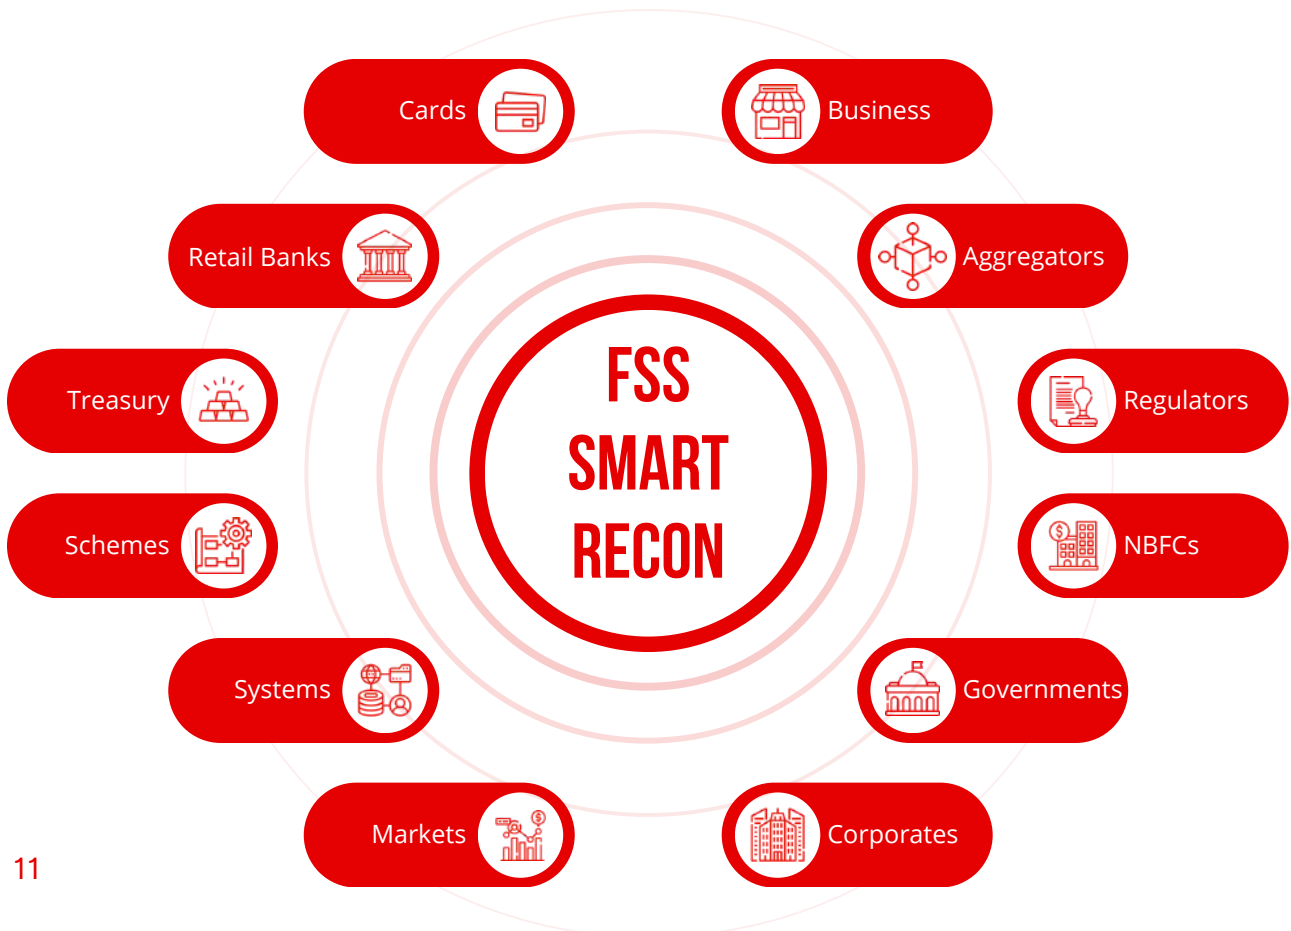 Cards
Business
Retail Banks
Aggregators
FSS
SMART
RECON
Treasury
Regulators
Schemes
NBFCs
Systems
Governments
Markets
Corporates
11